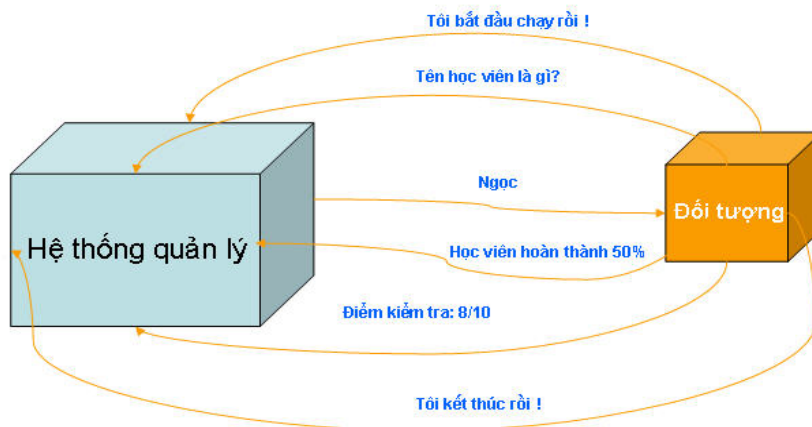 Tôi bắt đầu chạy rồi !
Tên học viên là gì?
Ngọc
Đối tượng
Hệ thống quản lý
Học viên hoàn thành 50%
Điểm kiểm tra: 8/10
Tôi kết thúc rồi !